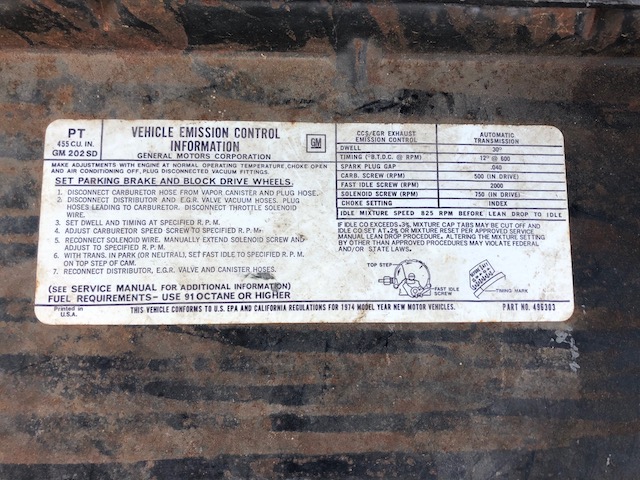 PT
455 CU. IN.
GM 202 SD
VEHICLE EMISSION CONTROL
INFORMATION
GENERAL MOTORS CORPORATION
GM
MAKE ADJUSTMENTS WITH ENGINE AT NORMAL OPERATING TEMPERATURE, CHOKE OPEN
AND AIR CONDITIONING OFF, PLUG DISCONNECTED VACUUM FITTINGS.
SET PARKING BRAKE AND BLOCK DRIVE WHEELS.
1. DISCONNECT CARBURETOR HOSE FROM VAPOR CANISTER AND PLUG HOSE.
2. DISCONNECT DISTRIBUTOR AND E.G.R. VALVE VACUUM HOSES. PLUG
HOSES LEADING TO CARBURETOR. DISCONNECT THROTTLE SOLENOID
WIRE.
3. SET DWELL AND TIMING AT SPECIFIED R. P. M.
4. ADJUST CARBURETOR SPEED SCREW TO SPECIFIED R. P. M.
5. RECONNECT SOLENOID WIRE. MANUALLY EXTEND SOLENOID SCREW AND
ADJUST TO SPECIFIED R. P. M.
6. WITH TRANS. IN PARK (OR NEUTRAL), SET FAST IDLE TO SPECIFIED R. P. M.
ON TOP STEP OF CAM.
7. RECONNECT DISTRIBUTOR, E.G.R. VALVE AND CANISTER HOSES.
(SEE SERVICE MANUAL FOR ADDITIONAL INFORMATION)
FUEL REQUIREMENTS - USE 91 OCTANE OR HIGHER
CCS/EGR EXHAUST
EMISSION CONTROL
AUTOMATIC
TRANSMISSION
DWELL 30°
TIMING (°B.T.D.C. @ RPM) 12° @ 600
SPARK PLUG GAP .040
CARB. SCREW (RPM) 500 (IN DRIVE)
FAST IDLE SCREW (RPM) 2000
SOLENOID SCREW (RPM) 750 (IN DRIVE)
CHOKE SETTING INDEX
IDLE MIXTURE SPEED 825 RPM BEFORE LEAN DROP TO IDLE
IF IDLE CO EXCEEDS .3% MIXTURE CAP TABS MAY BE CUT OFF AND
IDLE CO SET AT .2% OR MIXTURE RESET PER APPROVED SERVICE
MANUAL LEAN DROP PROCEDURE. ALTERING THE MIXTURE SETTING
BY OTHER THAN APPROVED PROCEDURES MAY VIOLATE FEDERAL
AND/OR STATE LAWS.
TOP STEP
FAST IDLE
SCREW
TIMING MARK
Printed in
U.S.A.
THIS VEHICLE CONFORMS TO U.S. EPA AND CALIFORNIA REGULATIONS FOR 1974 MODEL YEAR NEW MOTOR VEHICLES.
PART NO. 496303